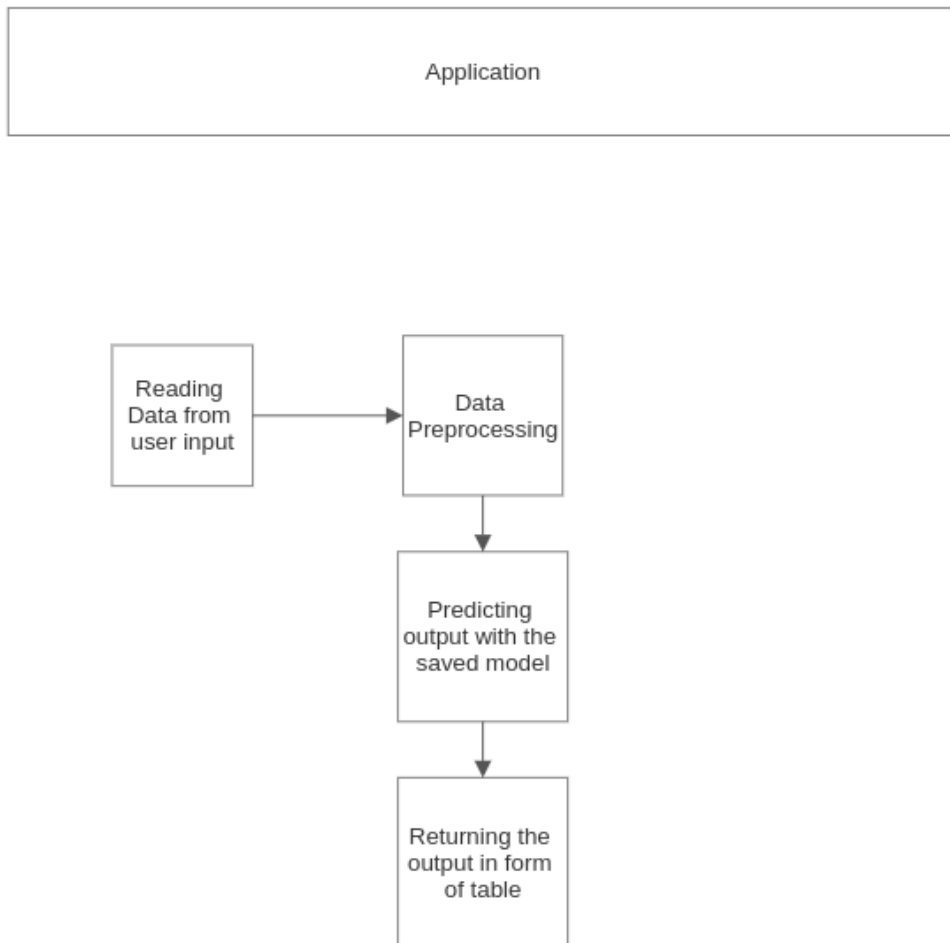 Application
Reading
Data from
user input
Data
Preprocessing
Predicting
output with the
saved model
Returning the
output in form
of table